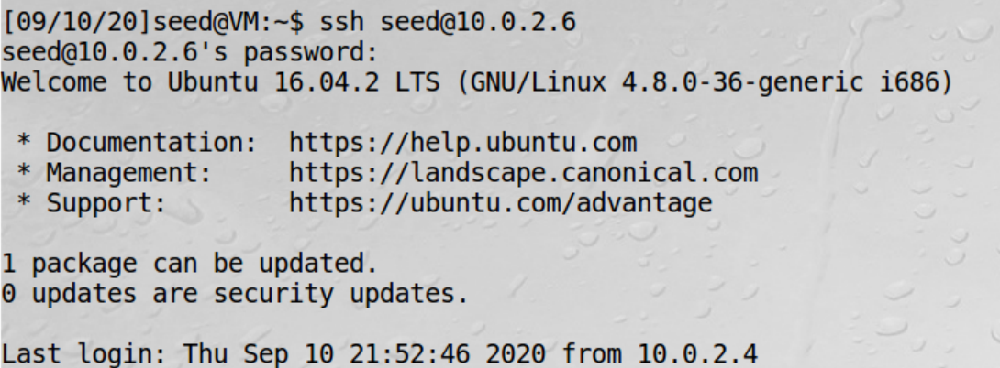 [09/10/20]seed@VM:~$ ssh seed@10.0.2.6
seed@10.0.2.6's password:
Welcome to Ubuntu 16.04.2 LTS (GNU/Linux 4.8.0-36-generic i686)
* Documentation:  https://help.ubuntu.com
* Management:     https://landscape.canonical.com
* Support:        https://ubuntu.com/advantage
1 package can be updated.
0 updates are security updates.
Last login: Thu Sep 10 21:52:46 2020 from 10.0.2.4